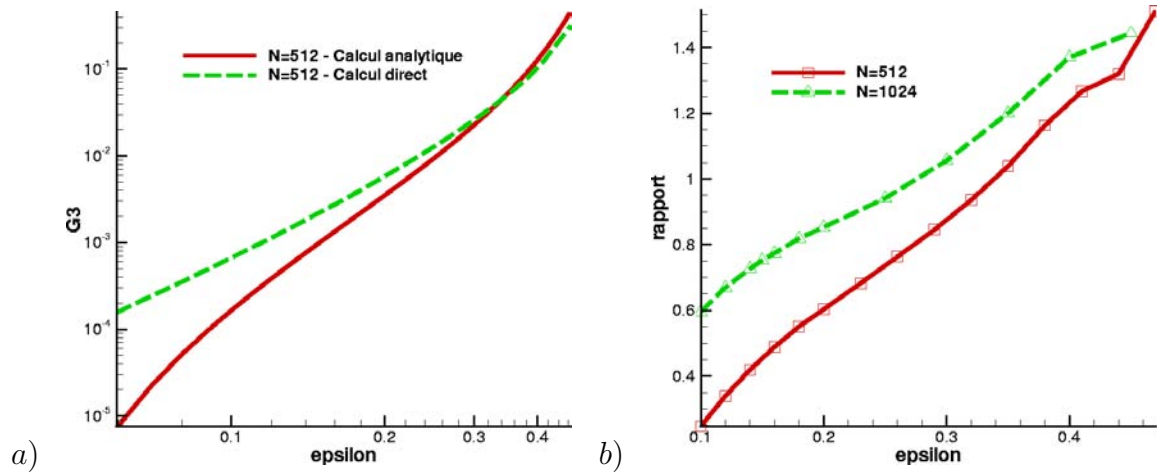 10⁻¹
10⁻²
10⁻³
10⁻⁴
10⁻⁵
G3
N=512 - Calcul analytique
N=512 - Calcul direct
0.1
0.2
0.3
0.4
epsilon
a)
1.4
1.2
1
0.8
0.6
0.4
rapport
N=512
N=1024
0.1
0.2
0.3
0.4
epsilon
b)